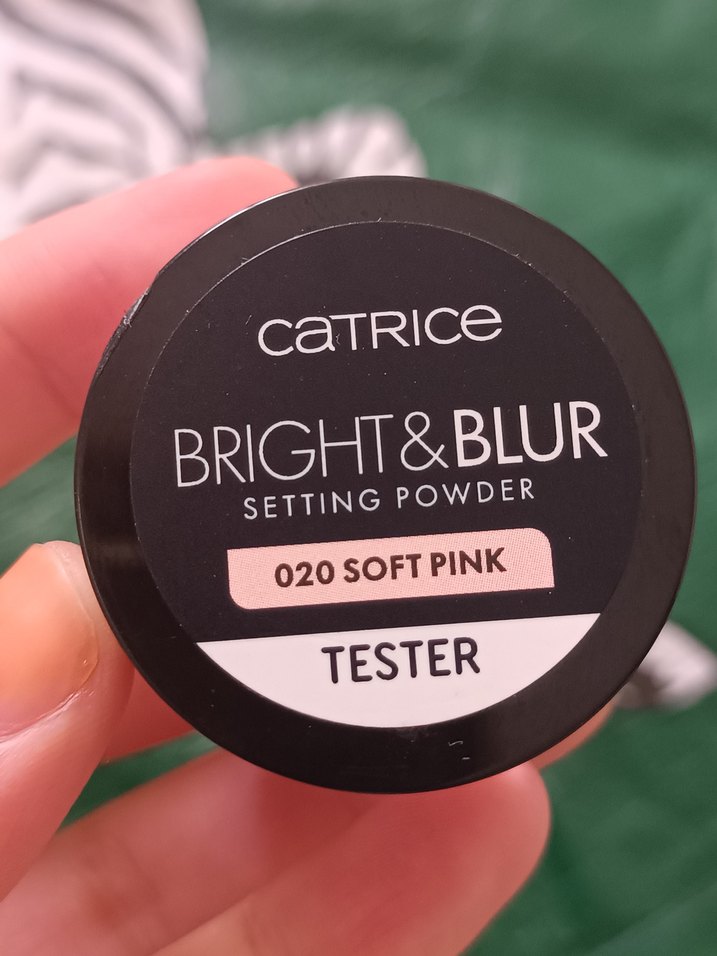 CATRICE
BRIGHT&BLUR
SETTING POWDER
020 SOFT PINK
TESTER